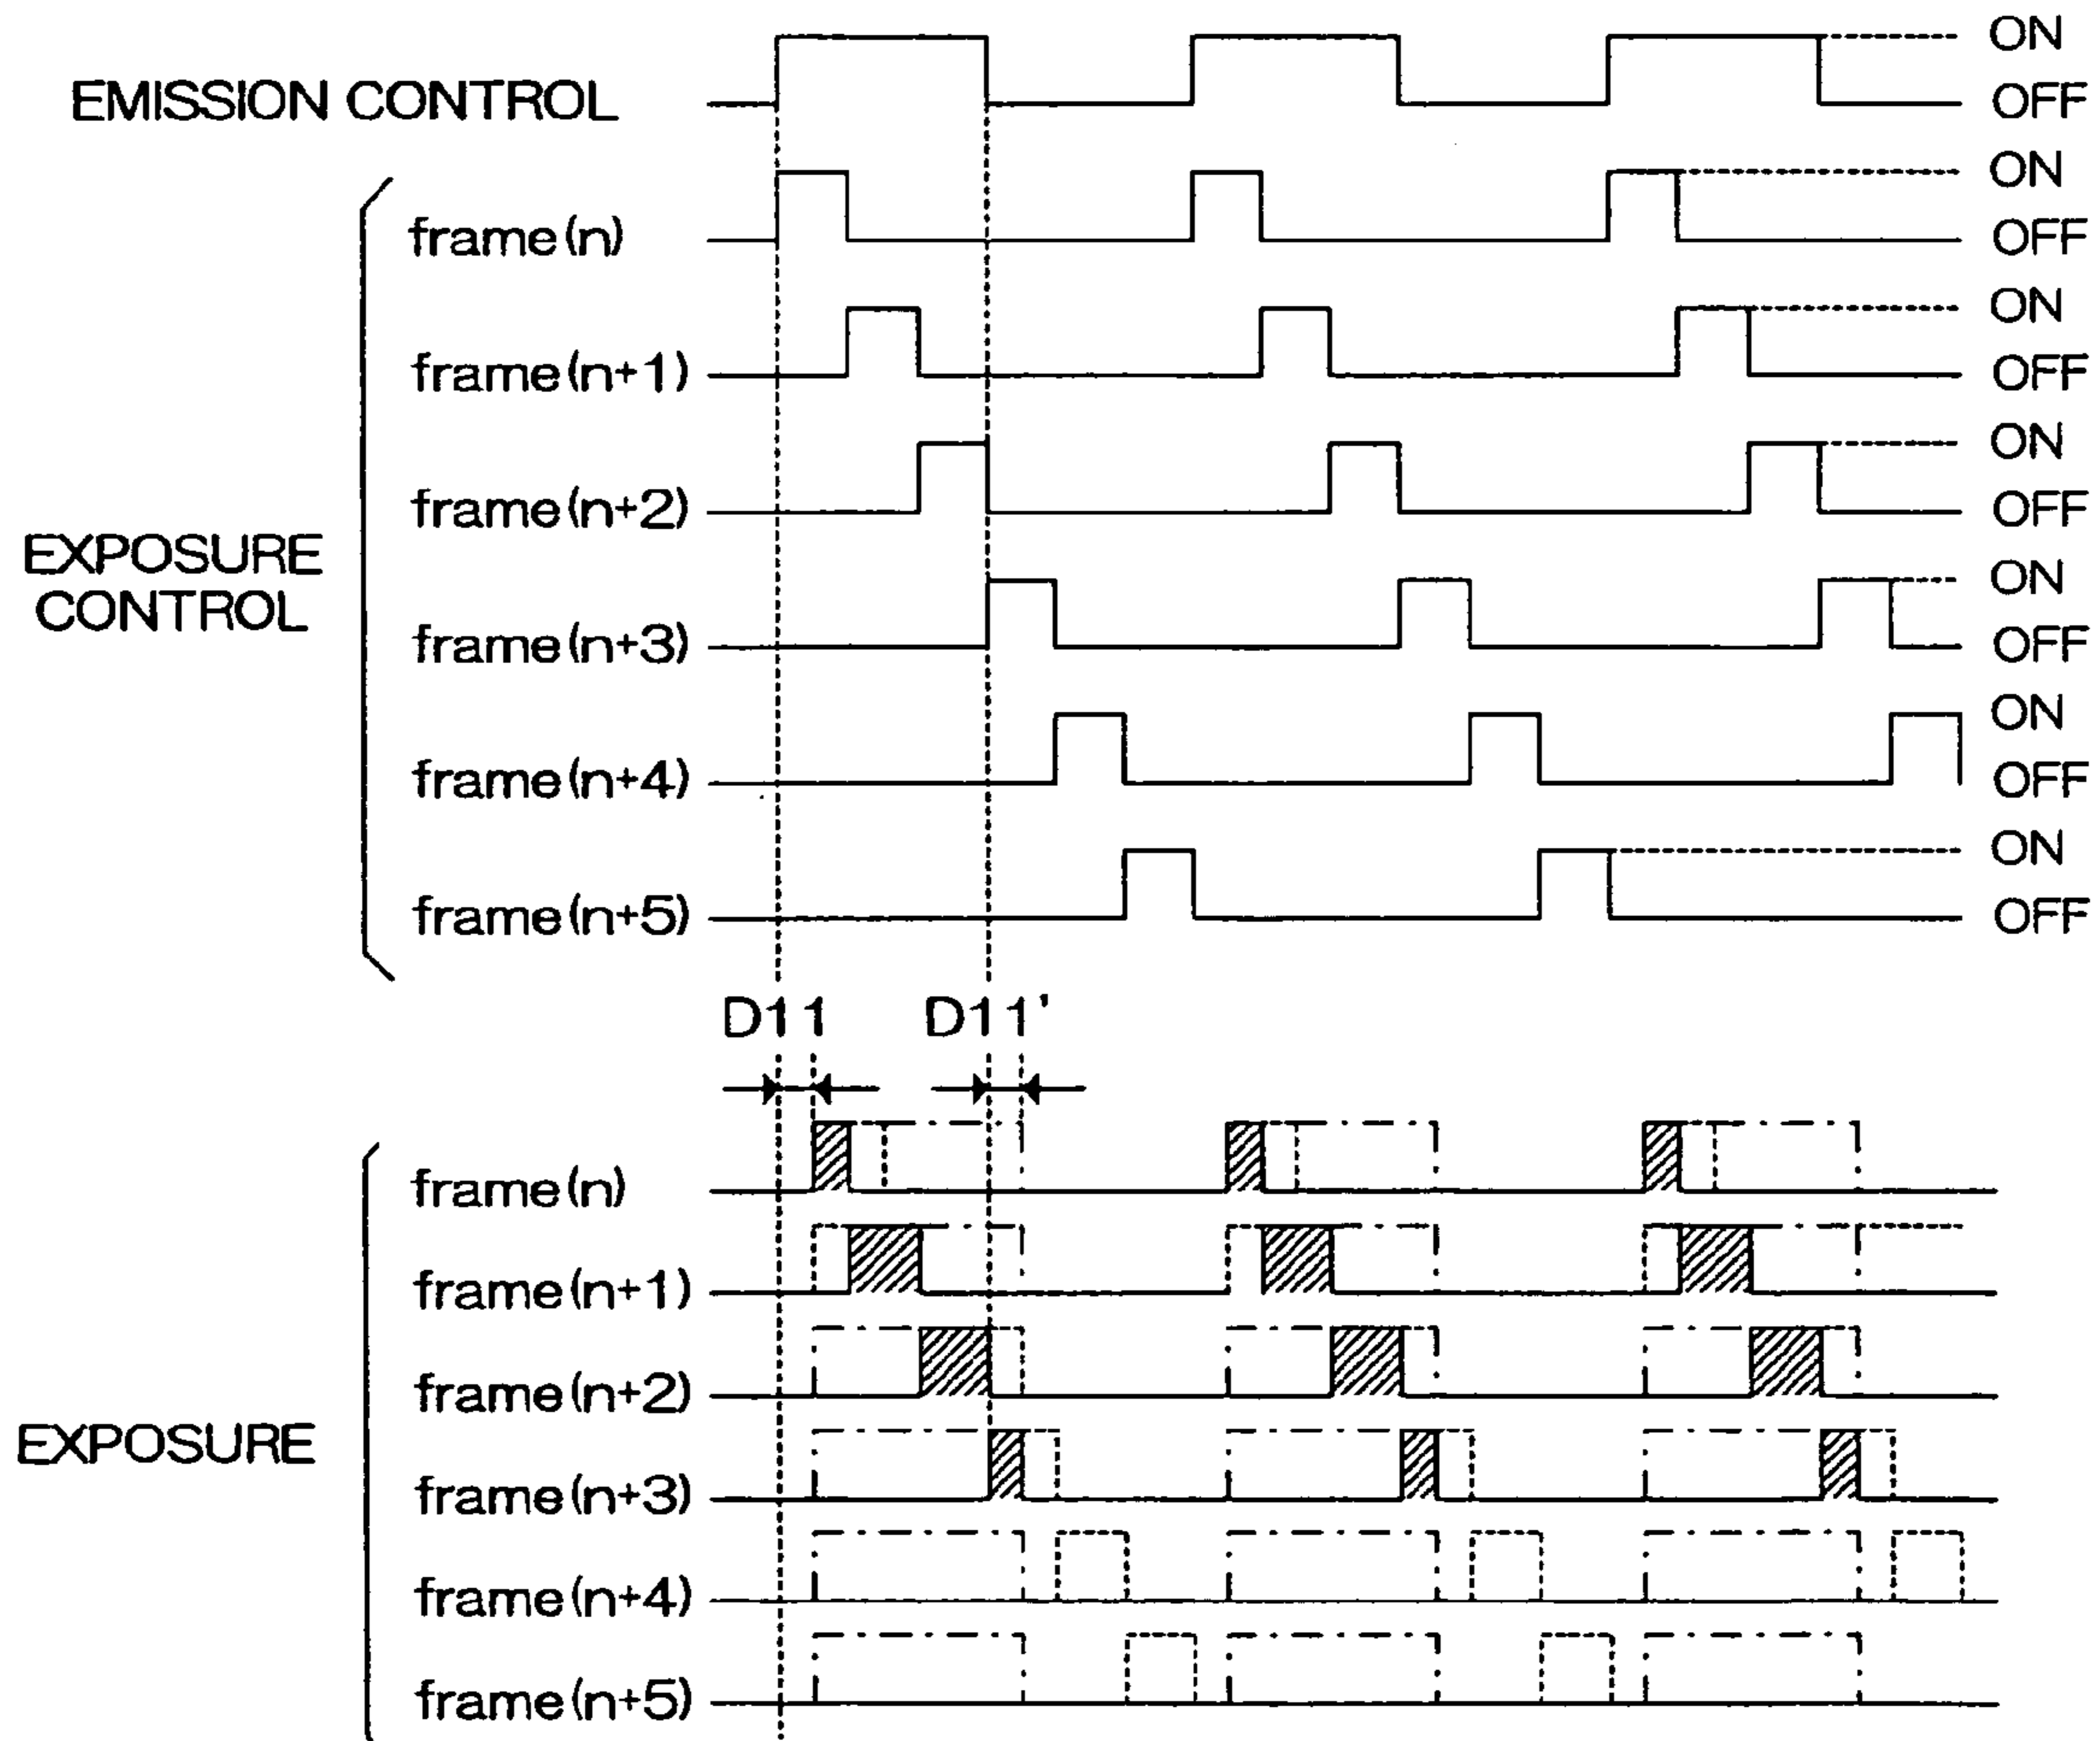 ON
EMISSION CONTROL
OFF
ON
frame(n)
OFF
ON
frame(n+1)
OFF
ON
frame(n+2)
OFF
EXPOSURE
CONTROL
ON
frame(n+3)
OFF
ON
frame(n+4)
OFF
ON
frame(n+5)
OFF
D11 D11'
frame(n)
frame(n+1)
frame(n+2)
EXPOSURE
frame(n+3)
frame(n+4)
frame(n+5)